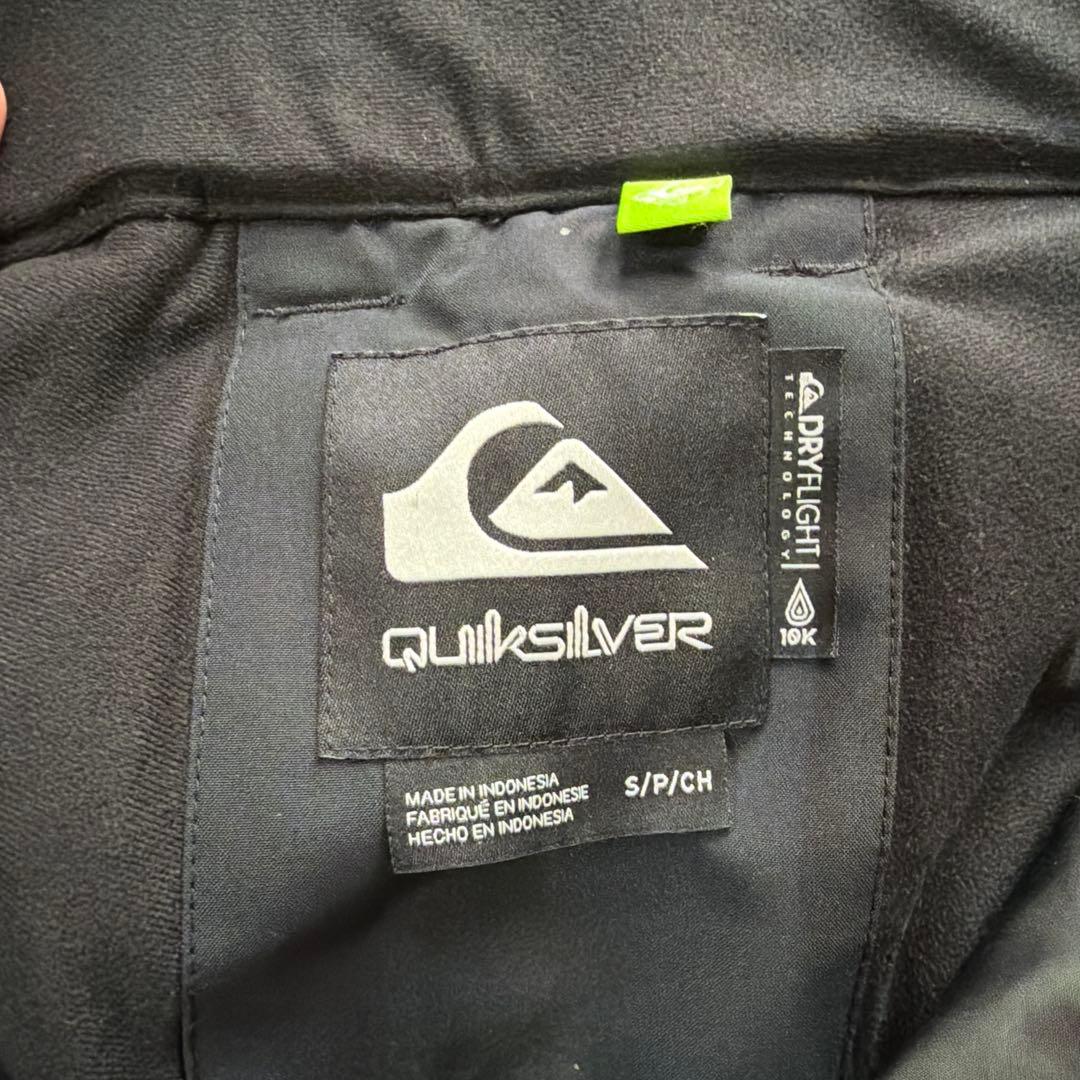 QUIKSILVER
MADE IN INDONESIA
FABRIQUÉ EN INDONESIE
HECHO EN INDONESIA
S/P/CH
DRYFLIGHT
TECHNOLOGY
10K